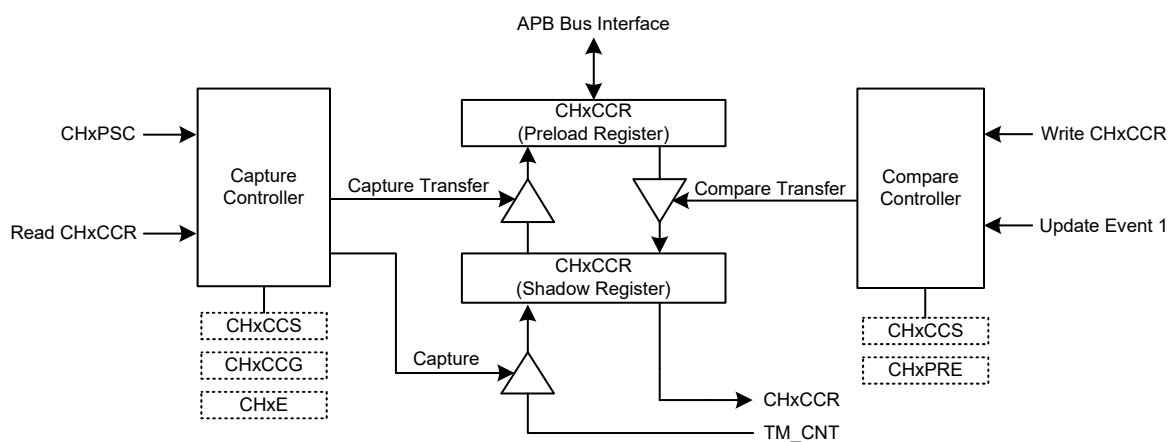 APB Bus Interface
CHxCCR
(Preload Register)
CHxPSC
Write CHxCCR
Capture
Controller
Capture Transfer
Compare Transfer
Compare
Controller
Read CHxCCR
Update Event 1
CHxCCR
(Shadow Register)
CHxCCS
CHxCCS
CHxCCG
Capture
CHxPRE
CHxE
CHxCCR
TM_CNT